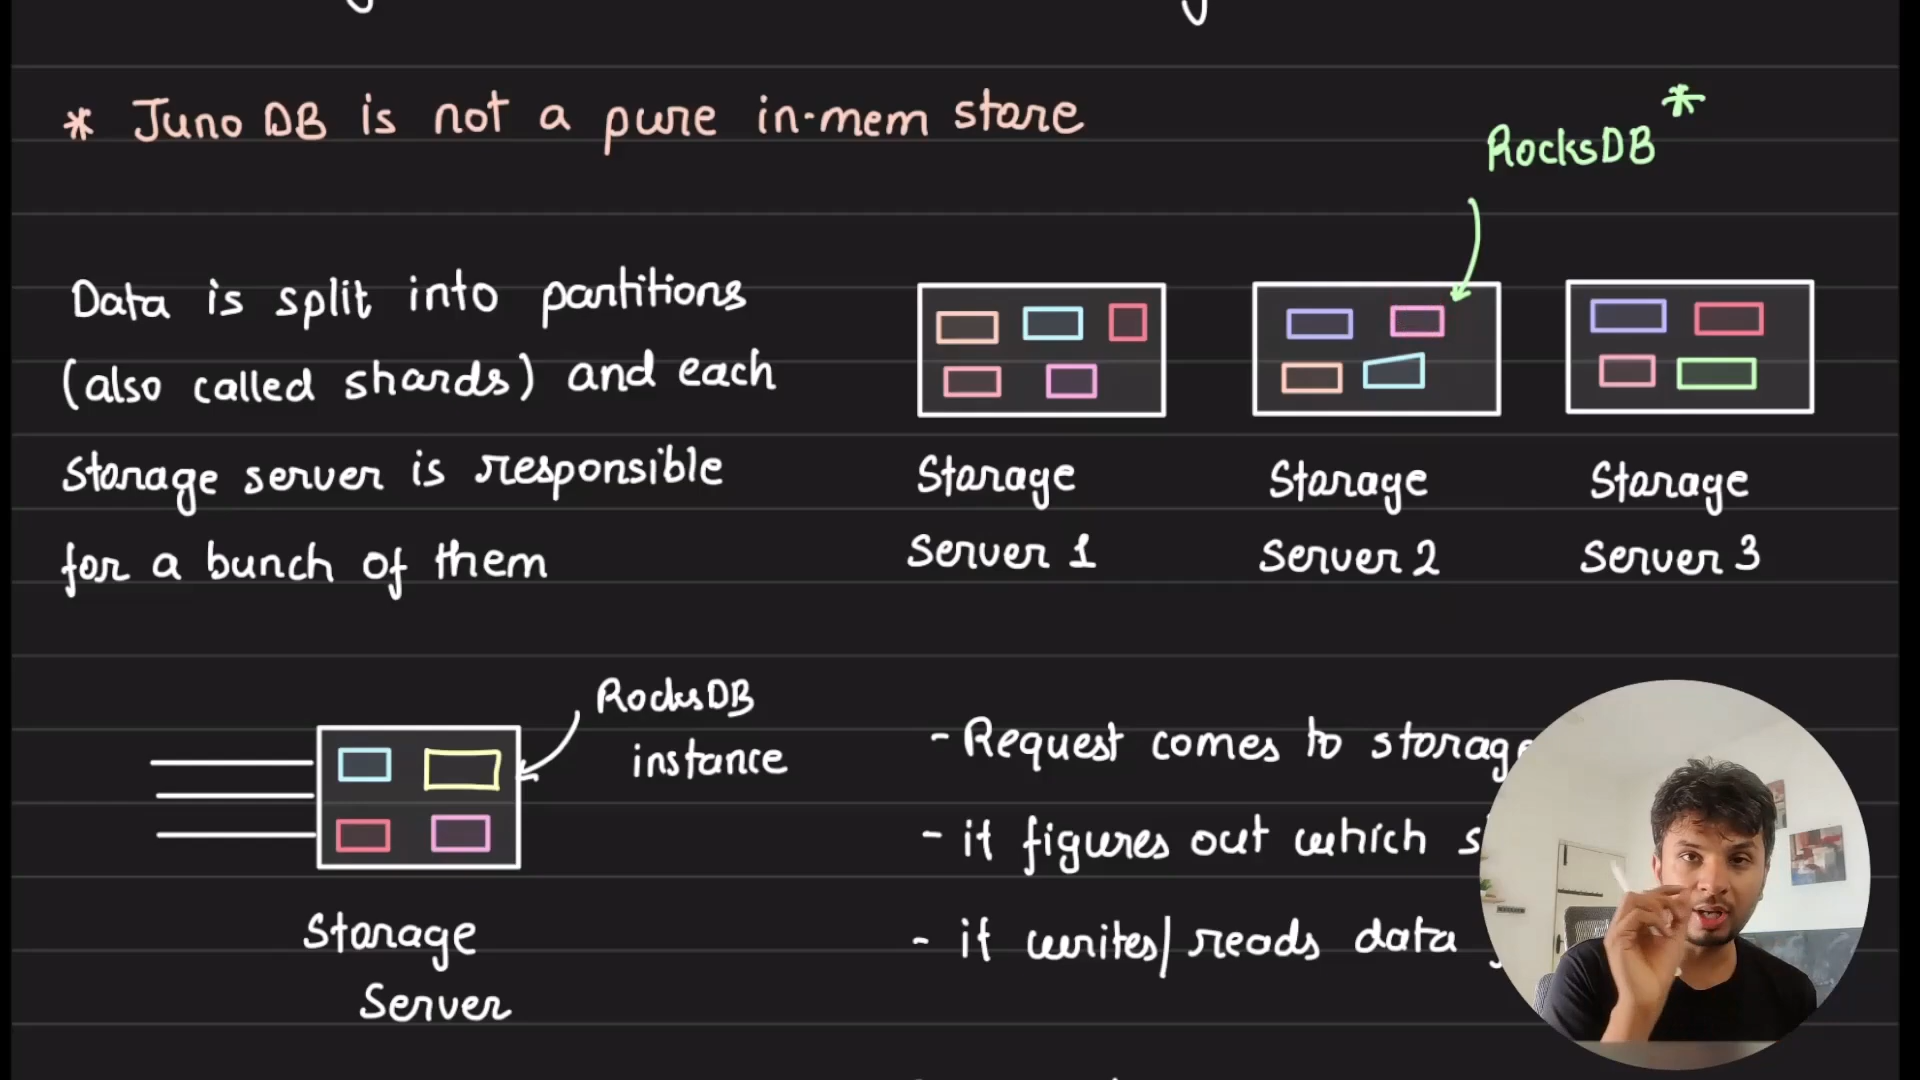 * Juno DB is not a pure in-mem store
RocksDB *
Data is split into partitions
(also called shards) and each
storage server is responsible
for a bunch of them
Storage
Server 1
Storage
Server 2
Storage
Server 3
RocksDB
instance
Storage
Server
- Request comes to storage
- it figures out which
- it writes/reads data